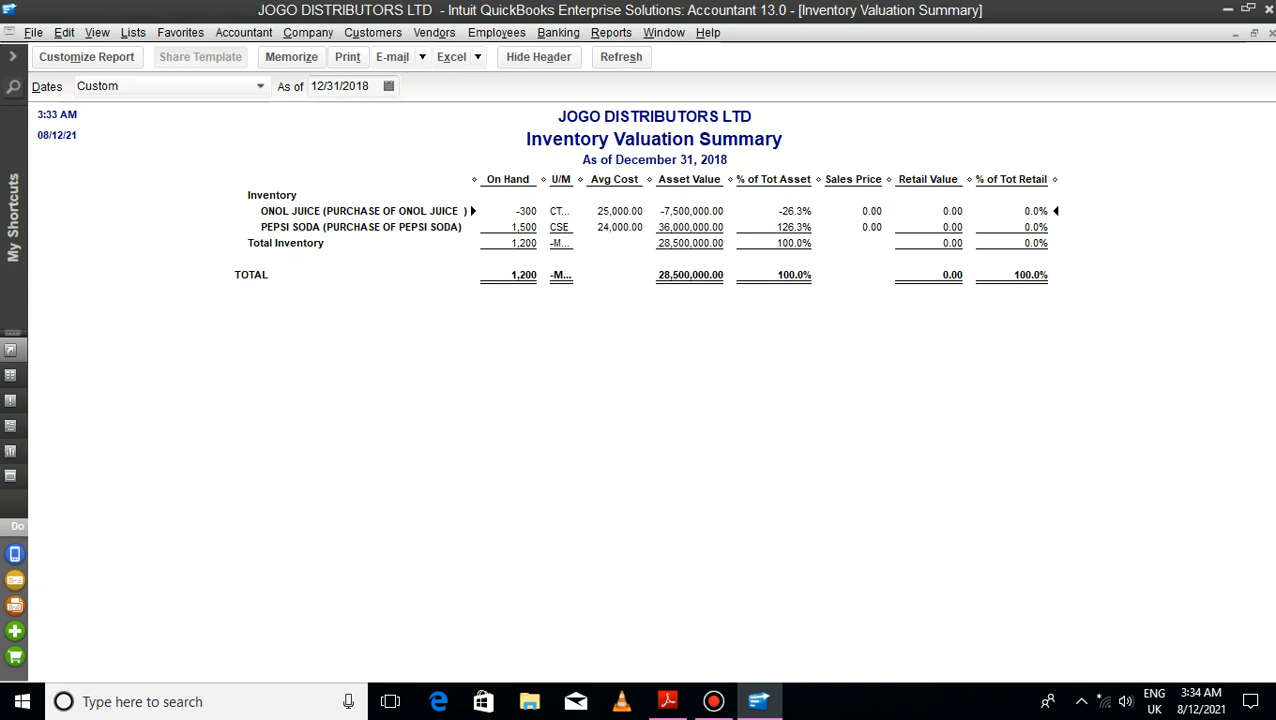 JOGO DISTRIBUTORS LTD - Intuit QuickBooks Enterprise Solutions: Accountant 13.0 - [Inventory Valuation Summary]
File Edit View Lists Favorites Accountant Company Customers Vendors Employees Banking Reports Window Help
Customize Report Share Template Memorize Print E-mail Excel Hide Header Refresh
Dates Custom As of 12/31/2018
3:33 AM
08/12/21
JOGO DISTRIBUTORS LTD
Inventory Valuation Summary
As of December 31, 2018
On Hand U/M Avg Cost Asset Value % of Tot Asset Sales Price Retail Value % of Tot Retail
Inventory
ONOL JUICE (PURCHASE OF ONOL JUICE ) -300 CT... 25,000.00 -7,500,000.00 -26.3% 0.00 0.00 0.0%
PEPSI SODA (PURCHASE OF PEPSI SODA) 1,500 CSE 24,000.00 36,000,000.00 126.3% 0.00 0.00 0.0%
Total Inventory 1,200 -M... 28,500,000.00 100.0% 0.00 0.0%
TOTAL 1,200 -M... 28,500,000.00 100.0% 0.00 100.0%
My Shortcuts
Do
Type here to search
ENG 3:34 AM
UK 8/12/2021